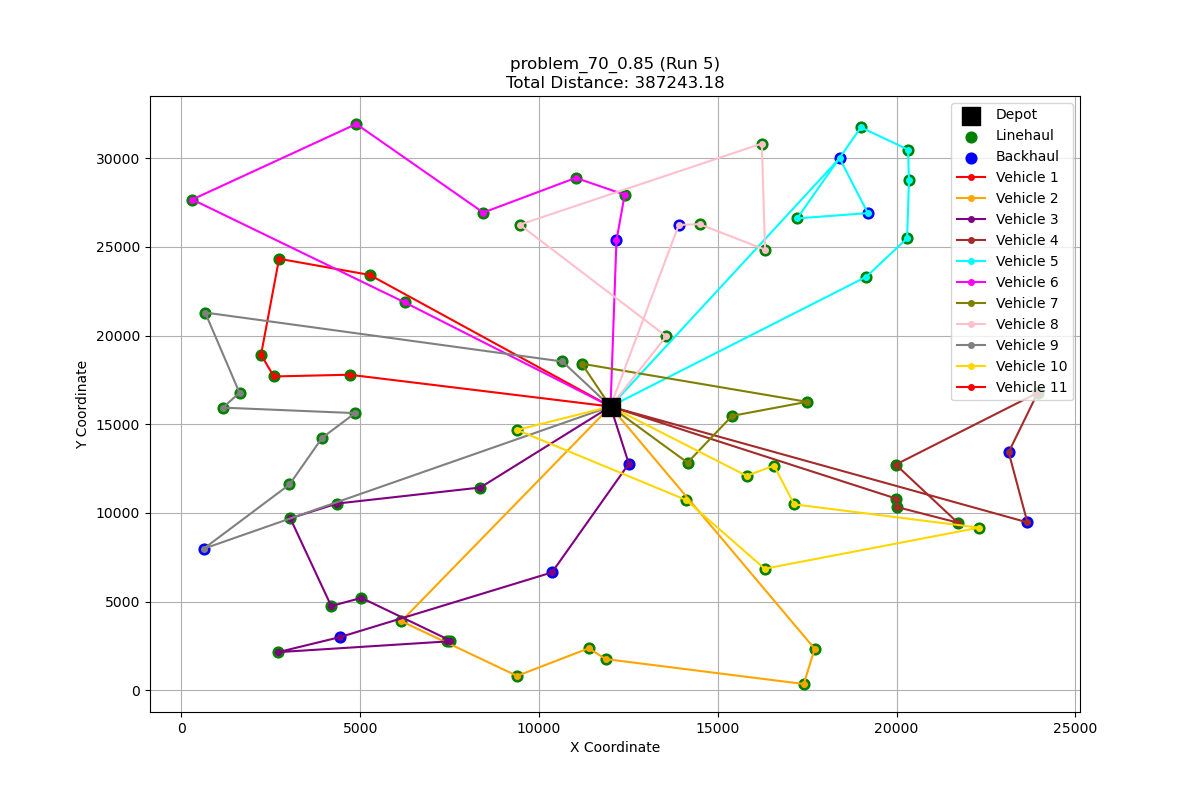 problem_70_0.85 (Run 5)
Total Distance: 387243.18
Depot
Linehaul
Backhaul
Vehicle 1
Vehicle 2
Vehicle 3
Vehicle 4
Vehicle 5
Vehicle 6
Vehicle 7
Vehicle 8
Vehicle 9
Vehicle 10
Vehicle 11
Y Coordinate
30000
25000
20000
15000
10000
5000
0
0
5000
10000
15000
20000
25000
X Coordinate